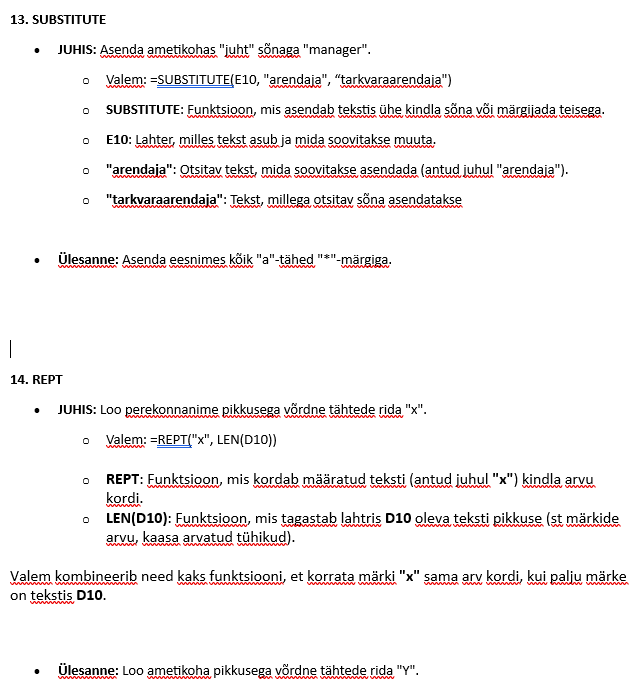 13. SUBSTITUTE
• JUHIS: Asenda ametikohas "juht" sõnaga "manager".
o Valem: =SUBSTITUTE(E10, "arendaja", “tarkvaraarendaja")
o SUBSTITUTE: Funktsioon, mis asendab tekstis ühe kindla sõna või märgijada teisega.
o E10: Lahter, milles tekst asub ja mida soovitakse muuta.
o "arendaja": Otsitav tekst, mida soovitakse asendada (antud juhul "arendaja").
o "tarkvaraarendaja": Tekst, millega otsitav sõna asendatakse
• Ülesanne: Asenda eesnimes kõik "a"-tähed "*"-märgiga.
14. REPT
• JUHIS: Loo perekonnanime pikkusega võrdne tähtede rida "x".
o Valem: =REPT("x", LEN(D10))
o REPT: Funktsioon, mis kordab määratud teksti (antud juhul "x") kindla arvu
kordi.
o LEN(D10): Funktsioon, mis tagastab lahtris D10 oleva teksti pikkuse (st märkide
arvu, kaasa arvatud tühikud).
Valem kombineerib need kaks funktsiooni, et korrata märki "x" sama arv kordi, kui palju märke
on tekstis D10.
• Ülesanne: Loo ametikoha pikkusega võrdne tähtede rida "Y".